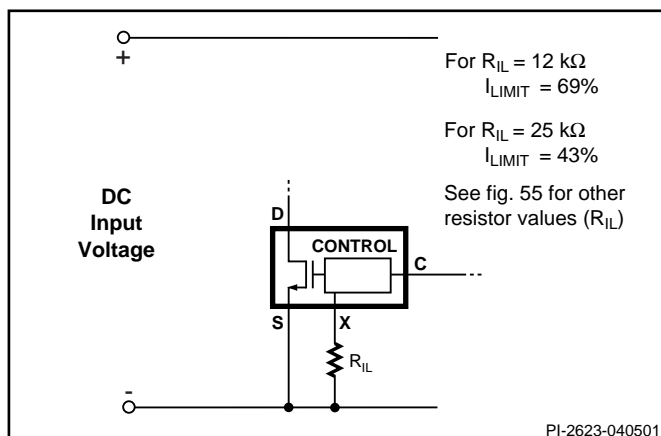 +
For R_IL = 12 kΩ
I_LIMIT = 69%
For R_IL = 25 kΩ
I_LIMIT = 43%
See fig. 55 for other
resistor values (R_IL)
DC
Input
Voltage
D
CONTROL
C
S
X
R_IL
-
PI-2623-040501